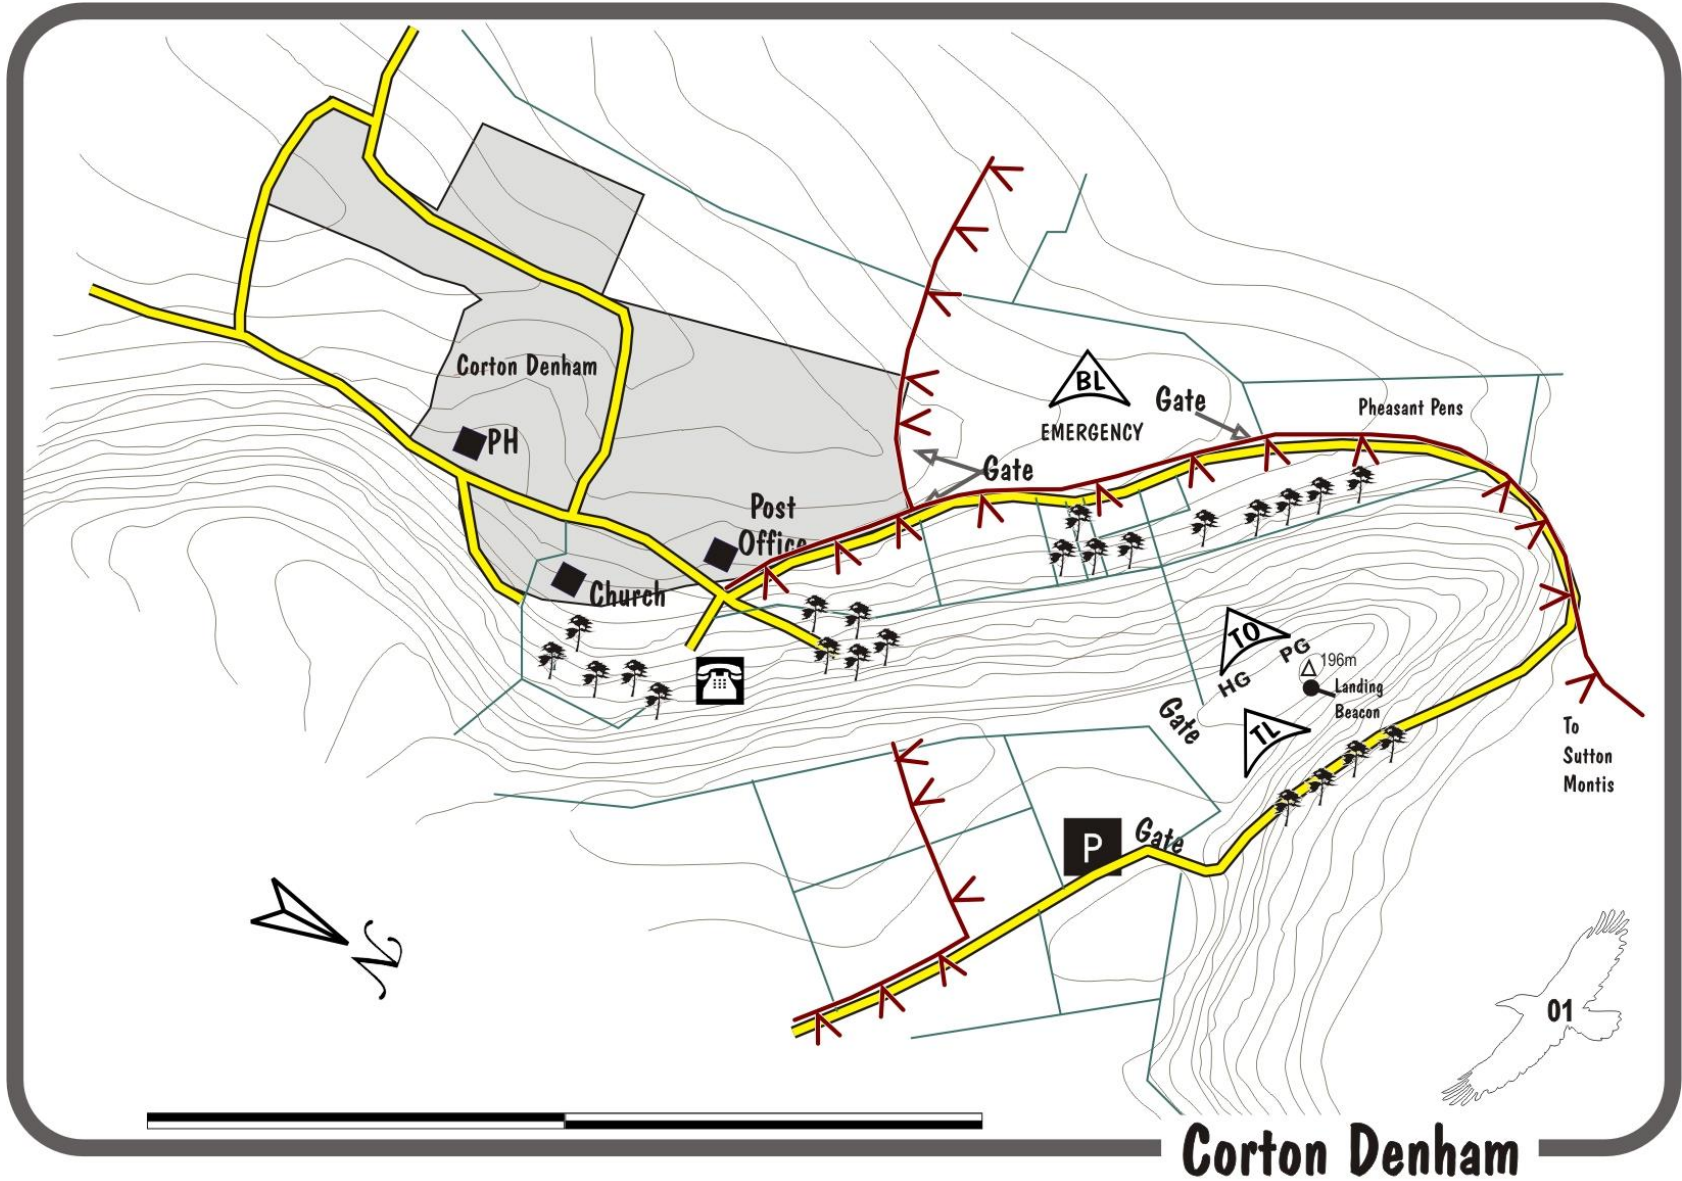 BL
EMERGENCY
Gate
Pheasant Pens
Corton Denham
PH
Gate
Post
Office
Church
TO
PG
HG
196m
Landing
Beacon
Gate
TL
To
Sutton
Montis
P
Gate
N
01
Corton Denham